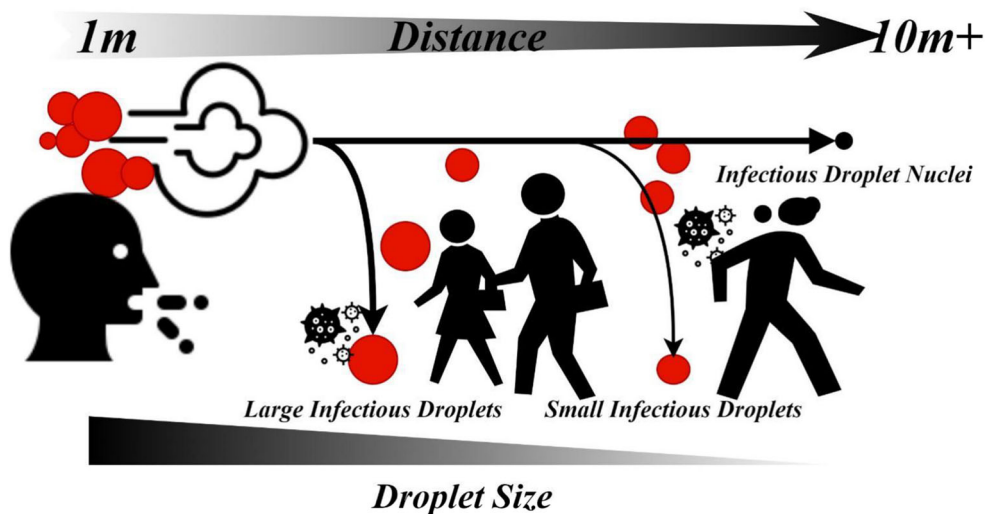 1m Distance 10m+
Infectious Droplet Nuclei
Large Infectious Droplets
Small Infectious Droplets
Droplet Size